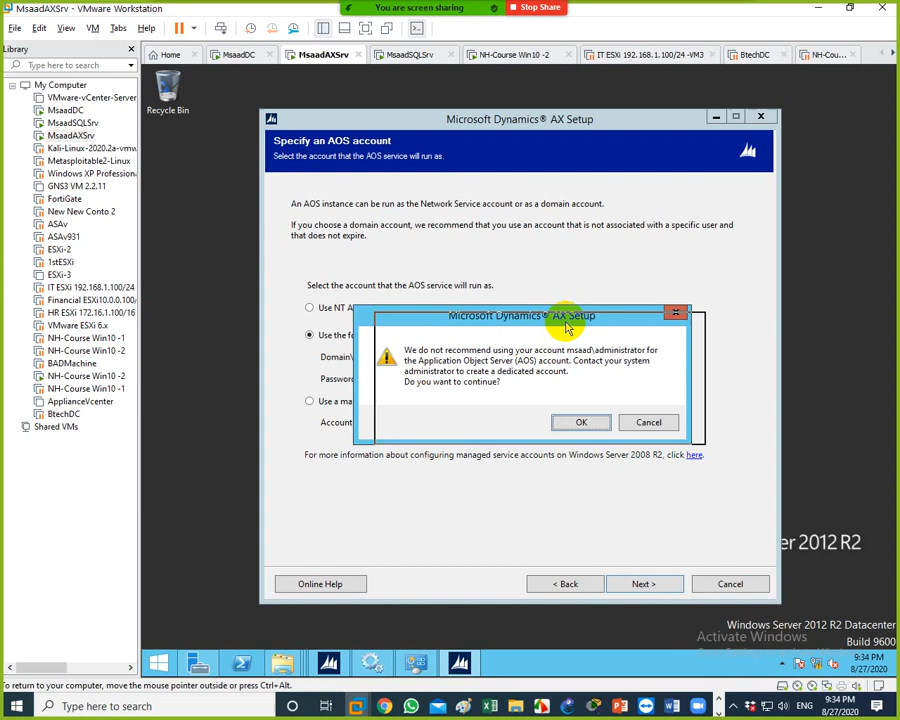 MsaadAXSrv - VMware Workstation
You are screen sharing
Stop Share
File Edit View VM Tabs Help
Library
Home MsaadDC MsaadAXSrv MsaadSQLSrv NH-Course Win10 -2 IT ESXi 192.168.1.100/24 -VM3 BtechDC NH-Cou...
Type here to search
My Computer
VMware-vCenter-Server
MsaadDC
MsaadSQLSrv
MsaadAXSrv
Kali-Linux-2020.2a-vmw
Metasploitable2-Linux
Windows XP Profession
GNS3 VM 2.2.11
FortiGate
New New Conto 2
ASAv
ASAv931
ESXi-2
1stESXi
ESXi-3
IT ESXi 192.168.1.100/24
Financial ESXi10.0.0.100/
HR ESXi 172.16.1.100/16
VMware ESXi 6.x
NH-Course Win10 -1
NH-Course Win10 -2
BADMachine
NH-Course Win10 -2
NH-Course Win10 -1
ApplianceVCenter
BtechDC
Shared VMs
Recycle Bin
Microsoft Dynamics® AX Setup
Specify an AOS account
Select the account that the AOS service will run as.
An AOS instance can be run as the Network Service account or as a domain account.
If you choose a domain account, we recommend that you use an account that is not associated with a specific user and
that does not expire.
Select the account that the AOS service will run as.
Use NT A
Use the fo
Domain\
Password
Use a ma
Account
Microsoft Dynamics® AX Setup
We do not recommend using your account msaad\administrator for
the Application Object Server (AOS) account. Contact your system
administrator to create a dedicated account.
Do you want to continue?
OK Cancel
For more information about configuring managed service accounts on Windows Server 2008 R2, click here.
Online Help < Back Next > Cancel
er 2012 R2
Windows Server 2012 R2 Datacenter
Activate Windows
Build 9600
9:34 PM
8/27/2020
To return to your computer, move the mouse pointer outside or press Ctrl+Alt.
Type here to search
ENG
9:34 PM
8/27/2020